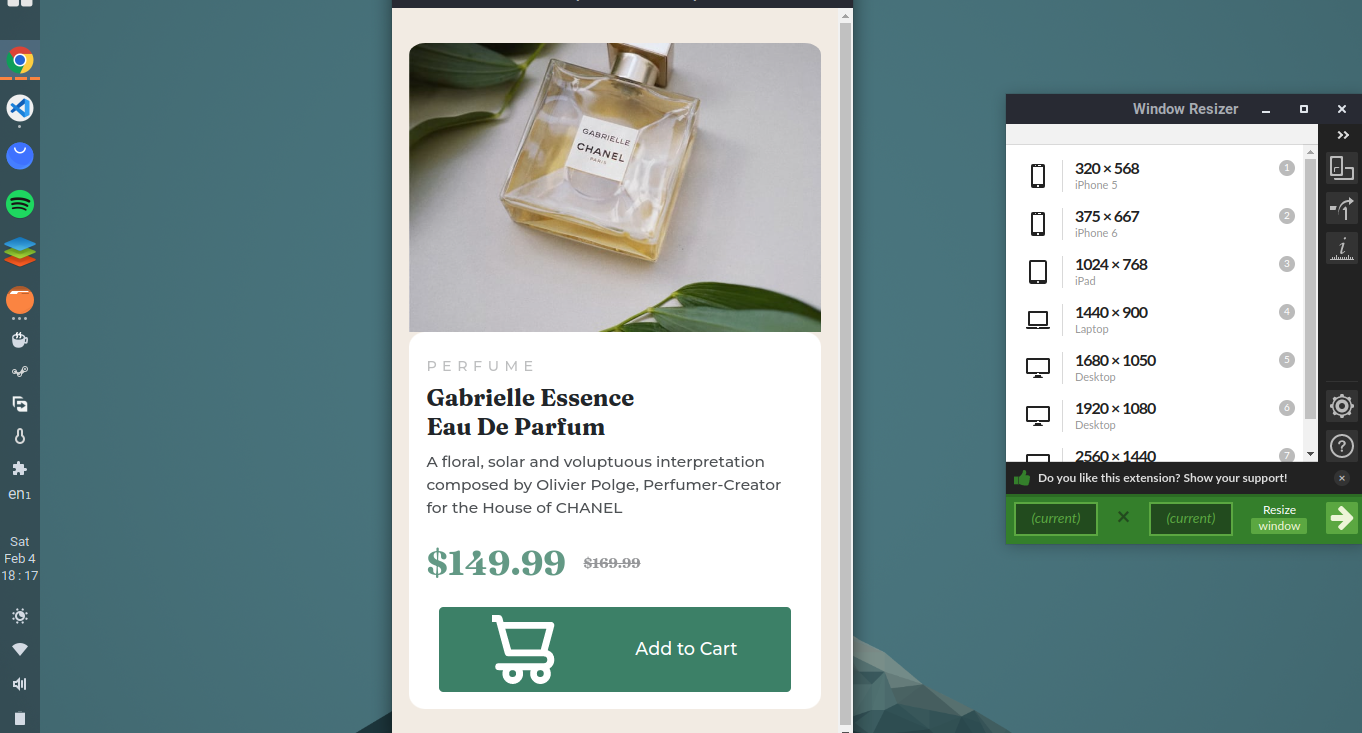 en₁
Sat
Feb 4
18 : 17
GABRIELLE
CHANEL
PARIS
PERFUME
Gabrielle Essence
Eau De Parfum
A floral, solar and voluptuous interpretation
composed by Olivier Polge, Perfumer-Creator
for the House of CHANEL
$149.99 $169.99
Add to Cart
Window Resizer
320 × 568 1
iPhone 5
375 × 667 2
iPhone 6
1024 × 768 3
iPad
1440 × 900 4
Laptop
1680 × 1050 5
Desktop
1920 × 1080 6
Desktop
2560 × 1440 7
Do you like this extension? Show your support!
(current) × (current)
Resize
window